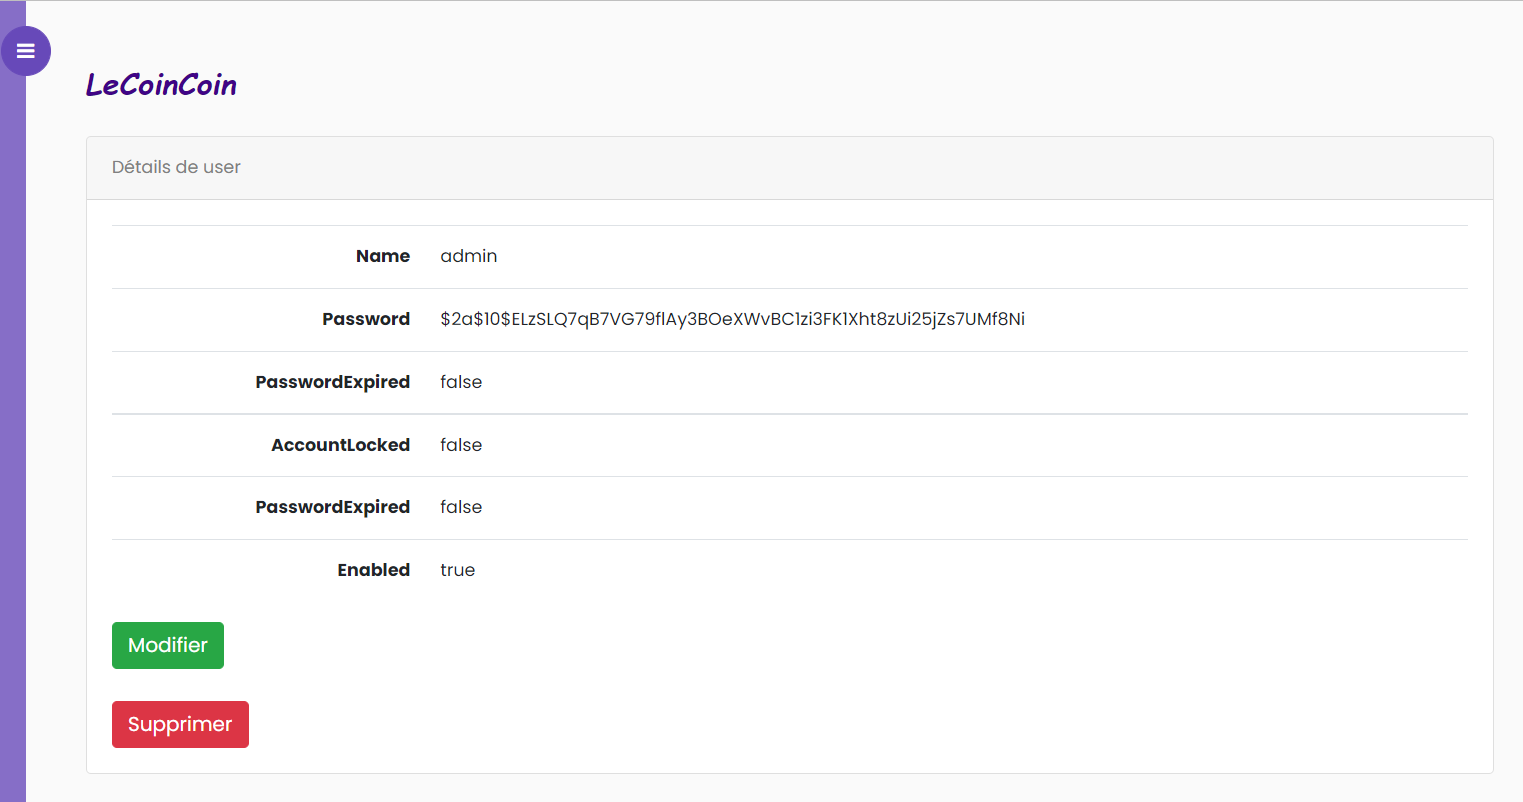 LeCoinCoin
Détails de user
Name admin
Password $2a$10$ELzSLQ7qB7VG79flAy3BOeXWvBC1zi3FK1Xht8zUi25jZs7UMf8Ni
PasswordExpired false
AccountLocked false
PasswordExpired false
Enabled true
Modifier
Supprimer